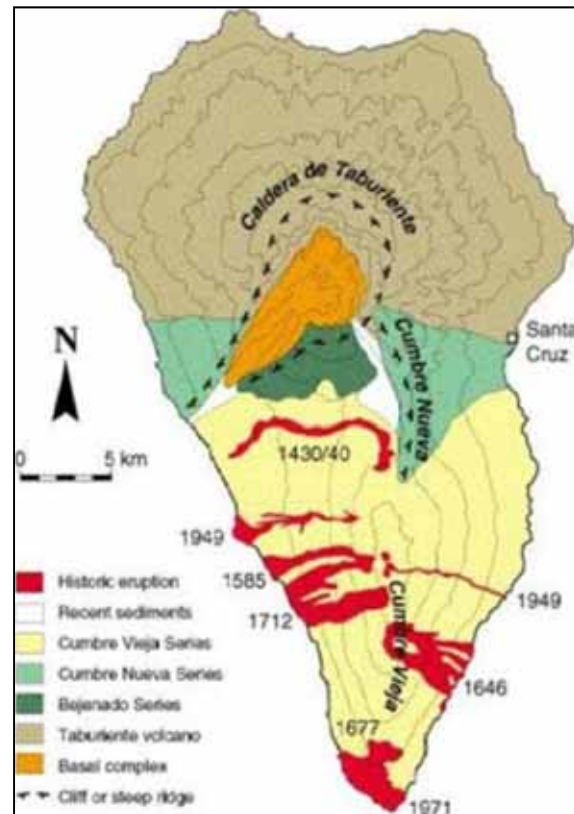 Caldera de Taburiente
Cumbre Nueva
Santa
Cruz
N
0 5 km
1430/40
1949
1585
1712
1949
Cumbre Vieja
1646
1677
1971
Historic eruption
Recent sediments
Cumbre Vieja Series
Cumbre Nueva Series
Bejenado Series
Taburiente volcano
Basal complex
Cliff or steep ridge